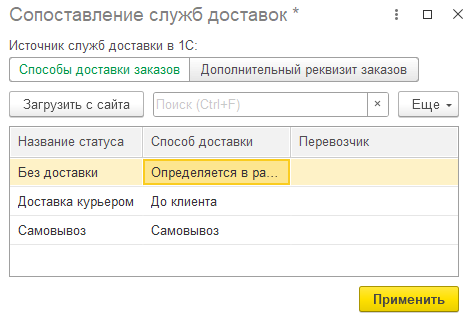 Сопоставление служб доставок *
Источник служб доставки в 1С:
Способы доставки заказов Дополнительный реквизит заказов
Загрузить с сайта Поиск (Ctrl+F) × Еще
Название статуса Способ доставки Перевозчик
Без доставки Определяется в ра...
Доставка курьером До клиента
Самовывоз Самовывоз
Применить